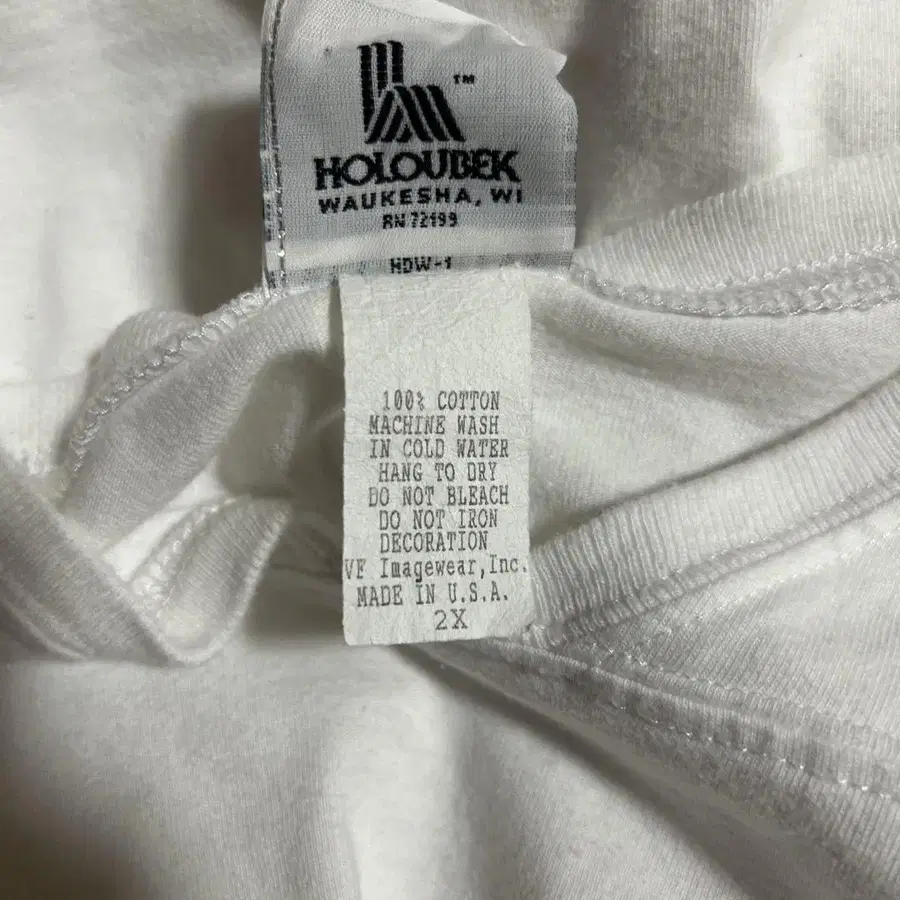 TM
HOLOUBEK
WAUKESHA, WI
RN 72199
HDW-1
100% COTTON
MACHINE WASH
IN COLD WATER
HANG TO DRY
DO NOT BLEACH
DO NOT IRON
DECORATION
VF Imagewear, Inc.
MADE IN U.S.A.
2X